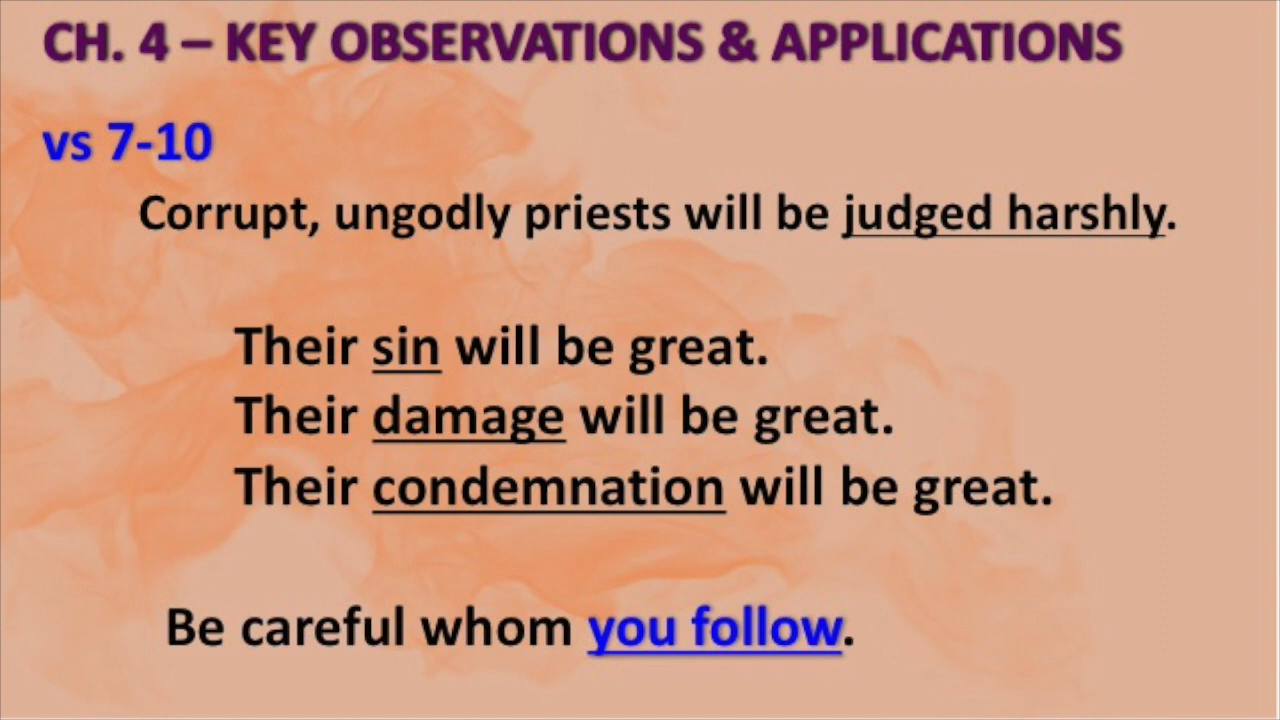 CH. 4 – KEY OBSERVATIONS & APPLICATIONS
vs 7-10
Corrupt, ungodly priests will be judged harshly.
Their sin will be great.
Their damage will be great.
Their condemnation will be great.
Be careful whom you follow.